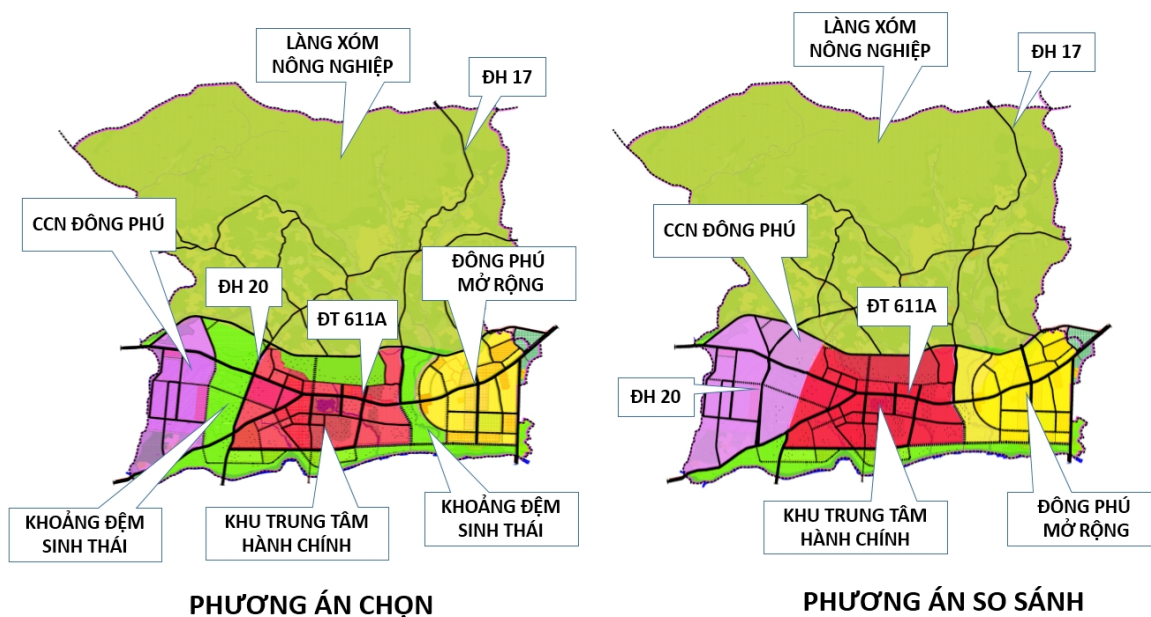 LÀNG XÓM
NÔNG NGHIỆP
ĐH 17
CCN ĐÔNG PHÚ
ĐH 20
ĐT 611A
ĐÔNG PHÚ
MỞ RỘNG
KHOẢNG ĐỆM
SINH THÁI
KHU TRUNG TÂM
HÀNH CHÍNH
KHOẢNG ĐỆM
SINH THÁI
PHƯƠNG ÁN CHỌN
LÀNG XÓM
NÔNG NGHIỆP
ĐH 17
CCN ĐÔNG PHÚ
ĐT 611A
ĐH 20
KHU TRUNG TÂM
HÀNH CHÍNH
ĐÔNG PHÚ
MỞ RỘNG
PHƯƠNG ÁN SO SÁNH